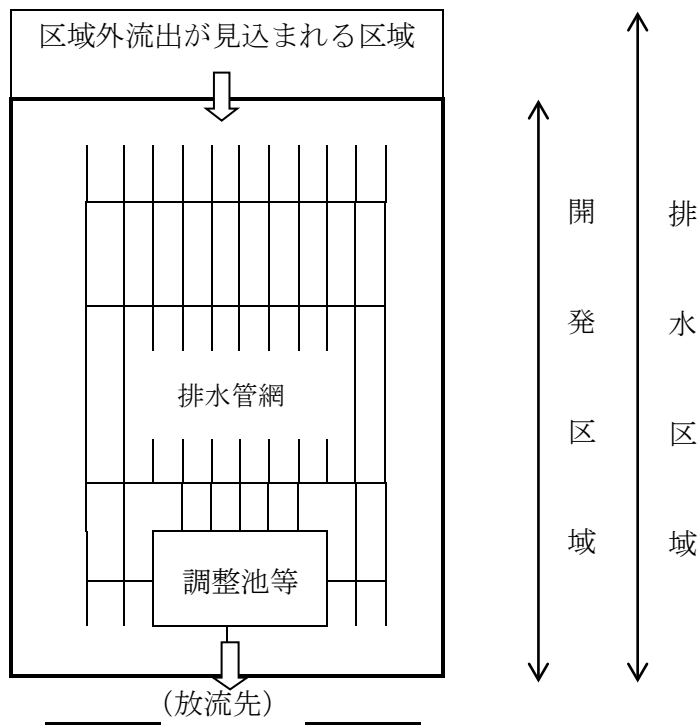 区域外流出が見込まれる区域
排水管網
調整池等
（放流先）
開発区域
排水区域